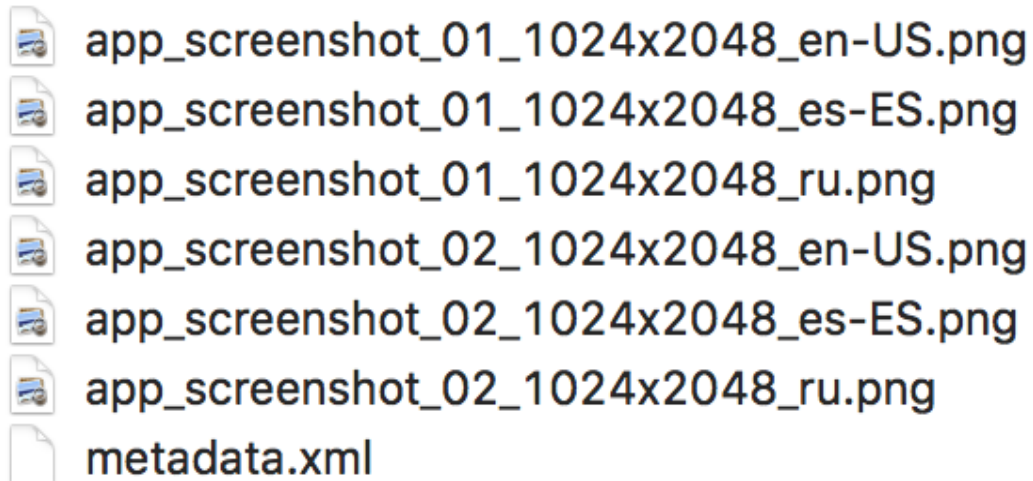 app_screenshot_01_1024x2048_en-US.png
app_screenshot_01_1024x2048_es-ES.png
app_screenshot_01_1024x2048_ru.png
app_screenshot_02_1024x2048_en-US.png
app_screenshot_02_1024x2048_es-ES.png
app_screenshot_02_1024x2048_ru.png
metadata.xml